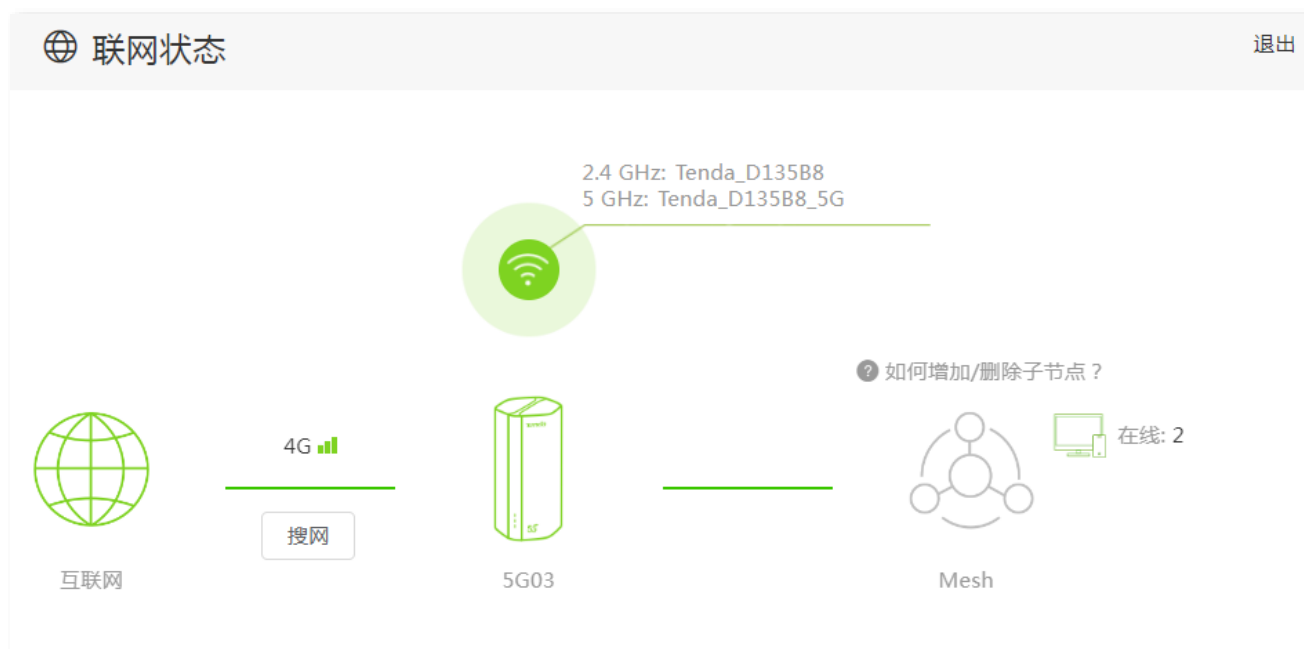 联网状态
退出
2.4 GHz: Tenda_D135B8
5 GHz: Tenda_D135B8_5G
? 如何增加/删除子节点？
4G
在线: 2
搜网
互联网
5G03
Mesh